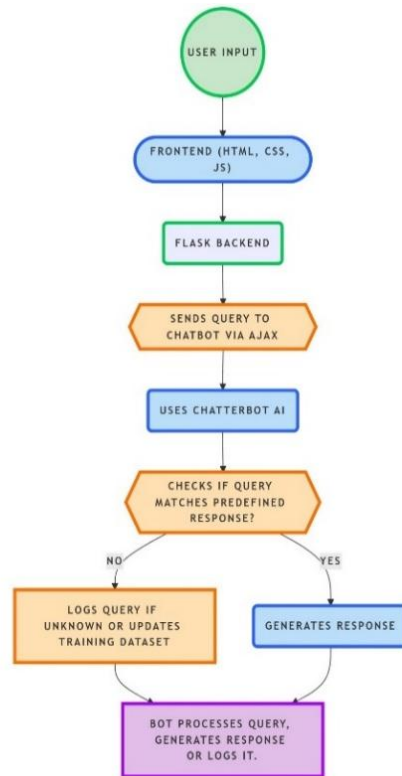 USER INPUT
FRONTEND (HTML, CSS,
JS)
FLASK BACKEND
SENDS QUERY TO
CHATBOT VIA AJAX
USES CHATTERBOT AI
CHECKS IF QUERY
MATCHES PREDEFINED
RESPONSE?
NO
YES
LOGS QUERY IF
UNKNOWN OR UPDATES
TRAINING DATASET
GENERATES RESPONSE
BOT PROCESSES QUERY,
GENERATES RESPONSE
OR LOGS IT.